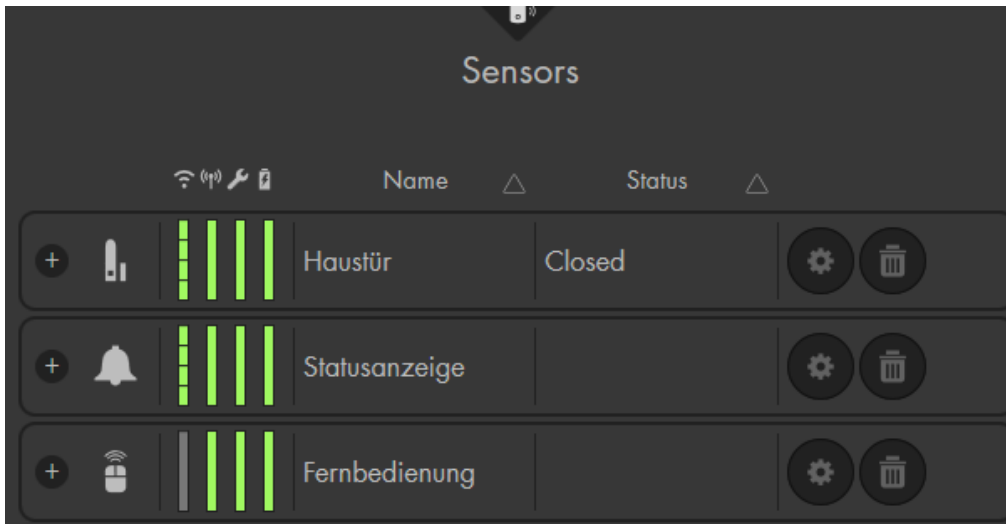 Sensors
Name Status
Haustür Closed
Statusanzeige
Fernbedienung